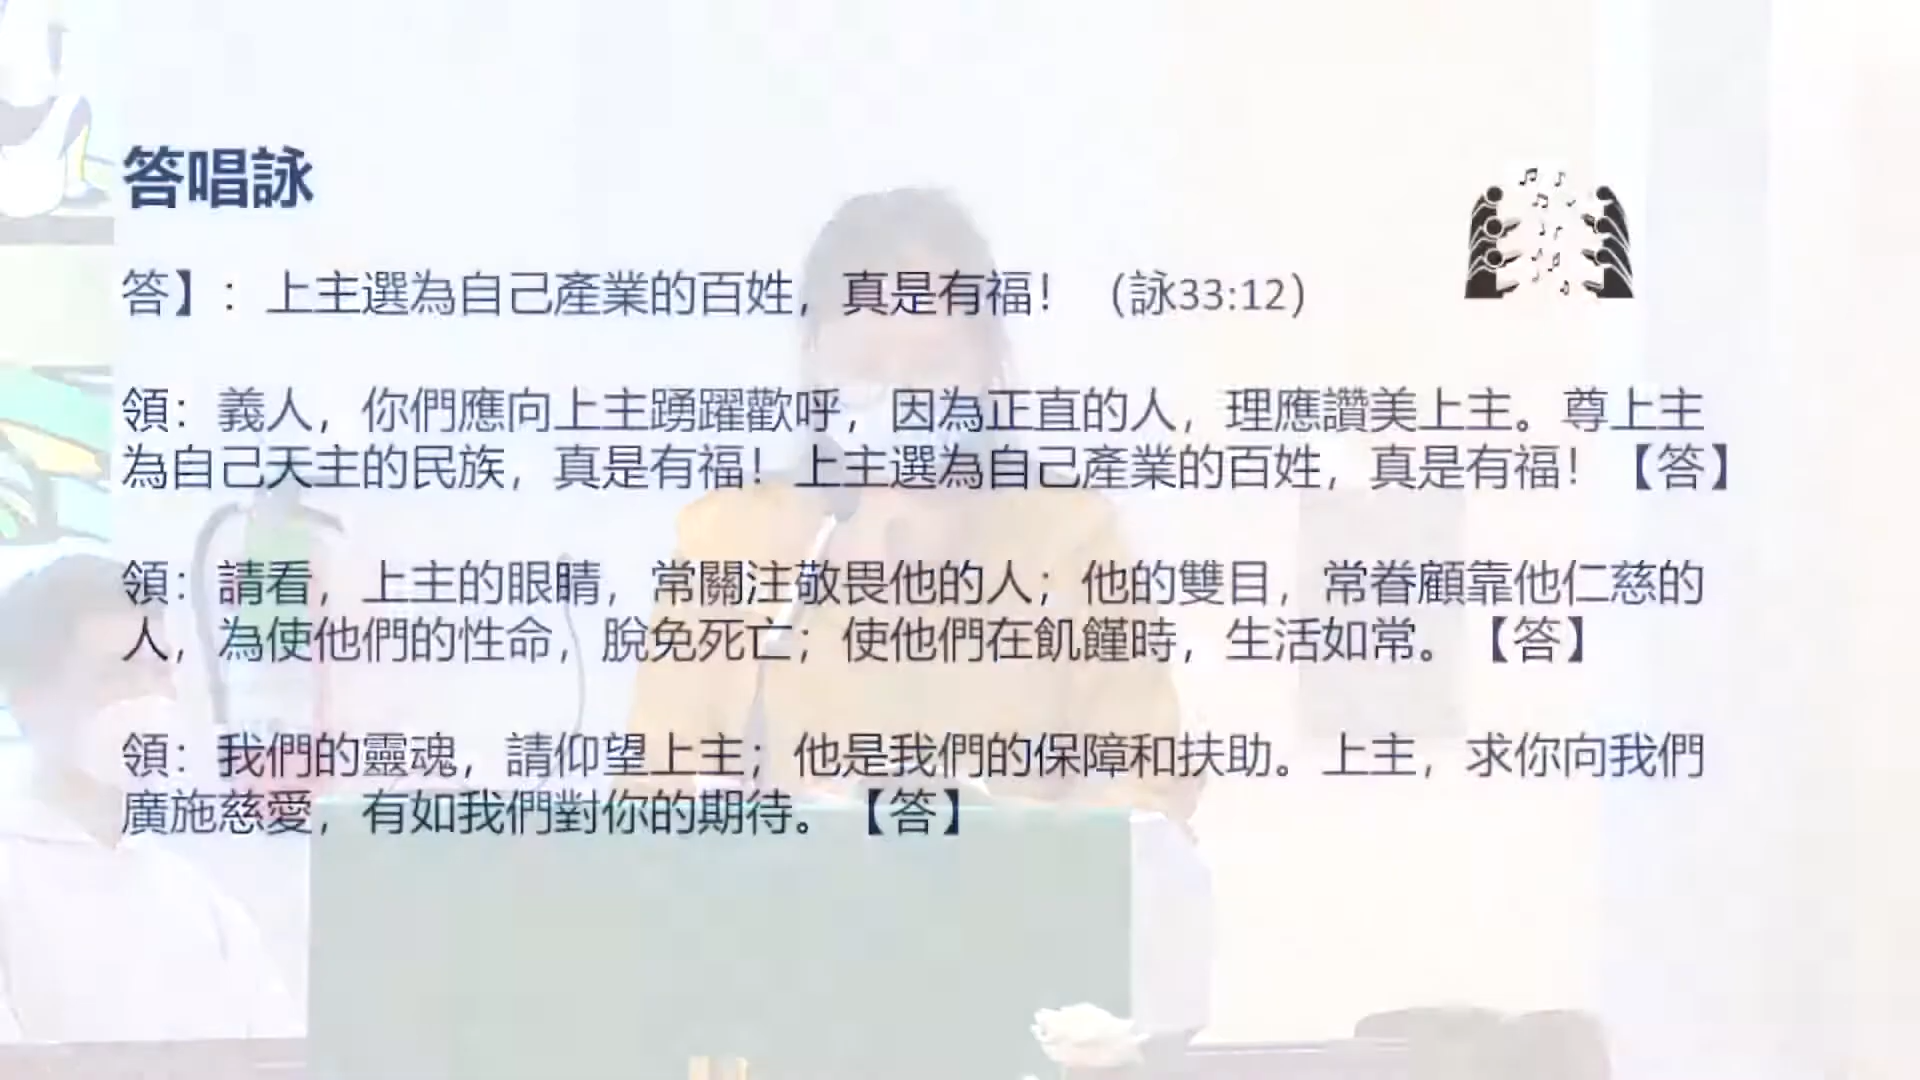 答唱詠
答】：上主選為自己產業的百姓，真是有福！（詠33:12）
領：義人，你們應向上主踴躍歡呼，因為正直的人，理應讚美上主。尊上主
為自己天主的民族，真是有福！上主選為自己產業的百姓，真是有福！【答】
領：請看，上主的眼睛，常關注敬畏他的人；他的雙目，常眷顧靠他仁慈的
人，為使他們的性命，脫免死亡；使他們在飢饉時，生活如常。【答】
領：我們的靈魂，請仰望上主；他是我們的保障和扶助。上主，求你向我們
廣施慈愛，有如我們對你的期待。【答】